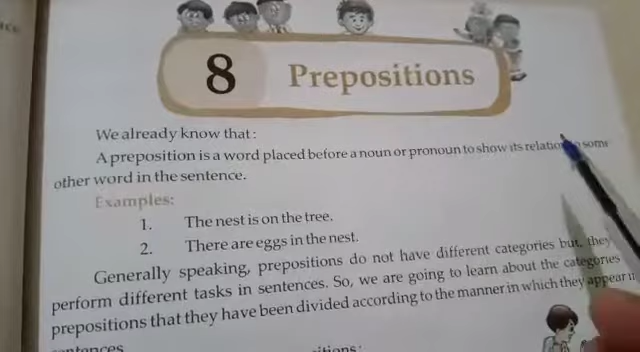 8
Prepositions
We already know that :
A preposition is a word placed before a noun or pronoun to show its relation some
other word in the sentence.
Examples:
1. The nest is on the tree.
2. There are eggs in the nest.
Generally speaking, prepositions do not have different categories but, they
perform different tasks in sentences. So, we are going to learn about the categories
prepositions that they have been divided according to the manner in which they appear in
sentences